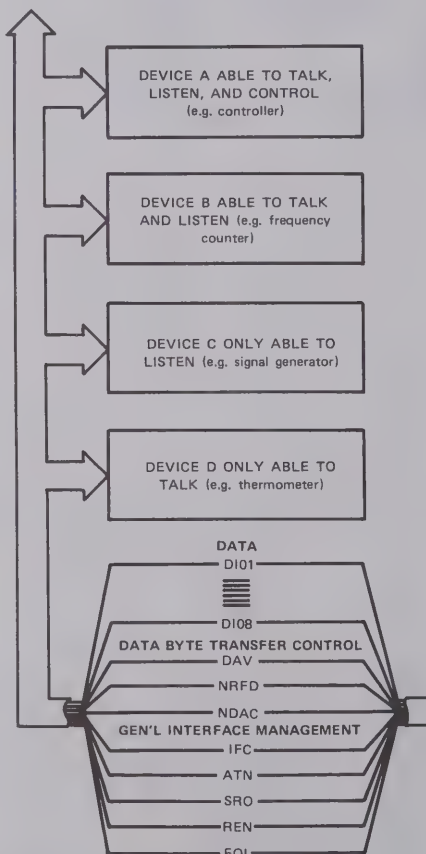 DEVICE A ABLE TO TALK,
LISTEN, AND CONTROL
(e.g. controller)
DEVICE B ABLE TO TALK
AND LISTEN (e.g. frequency
counter)
DEVICE C ONLY ABLE TO
LISTEN (e.g. signal generator)
DEVICE D ONLY ABLE TO
TALK (e.g. thermometer)
DATA
DI01
DI08
DATA BYTE TRANSFER CONTROL
DAV
NRFD
NDAC
GEN'L INTERFACE MANAGEMENT
IFC
ATN
SRO
REN
EOI